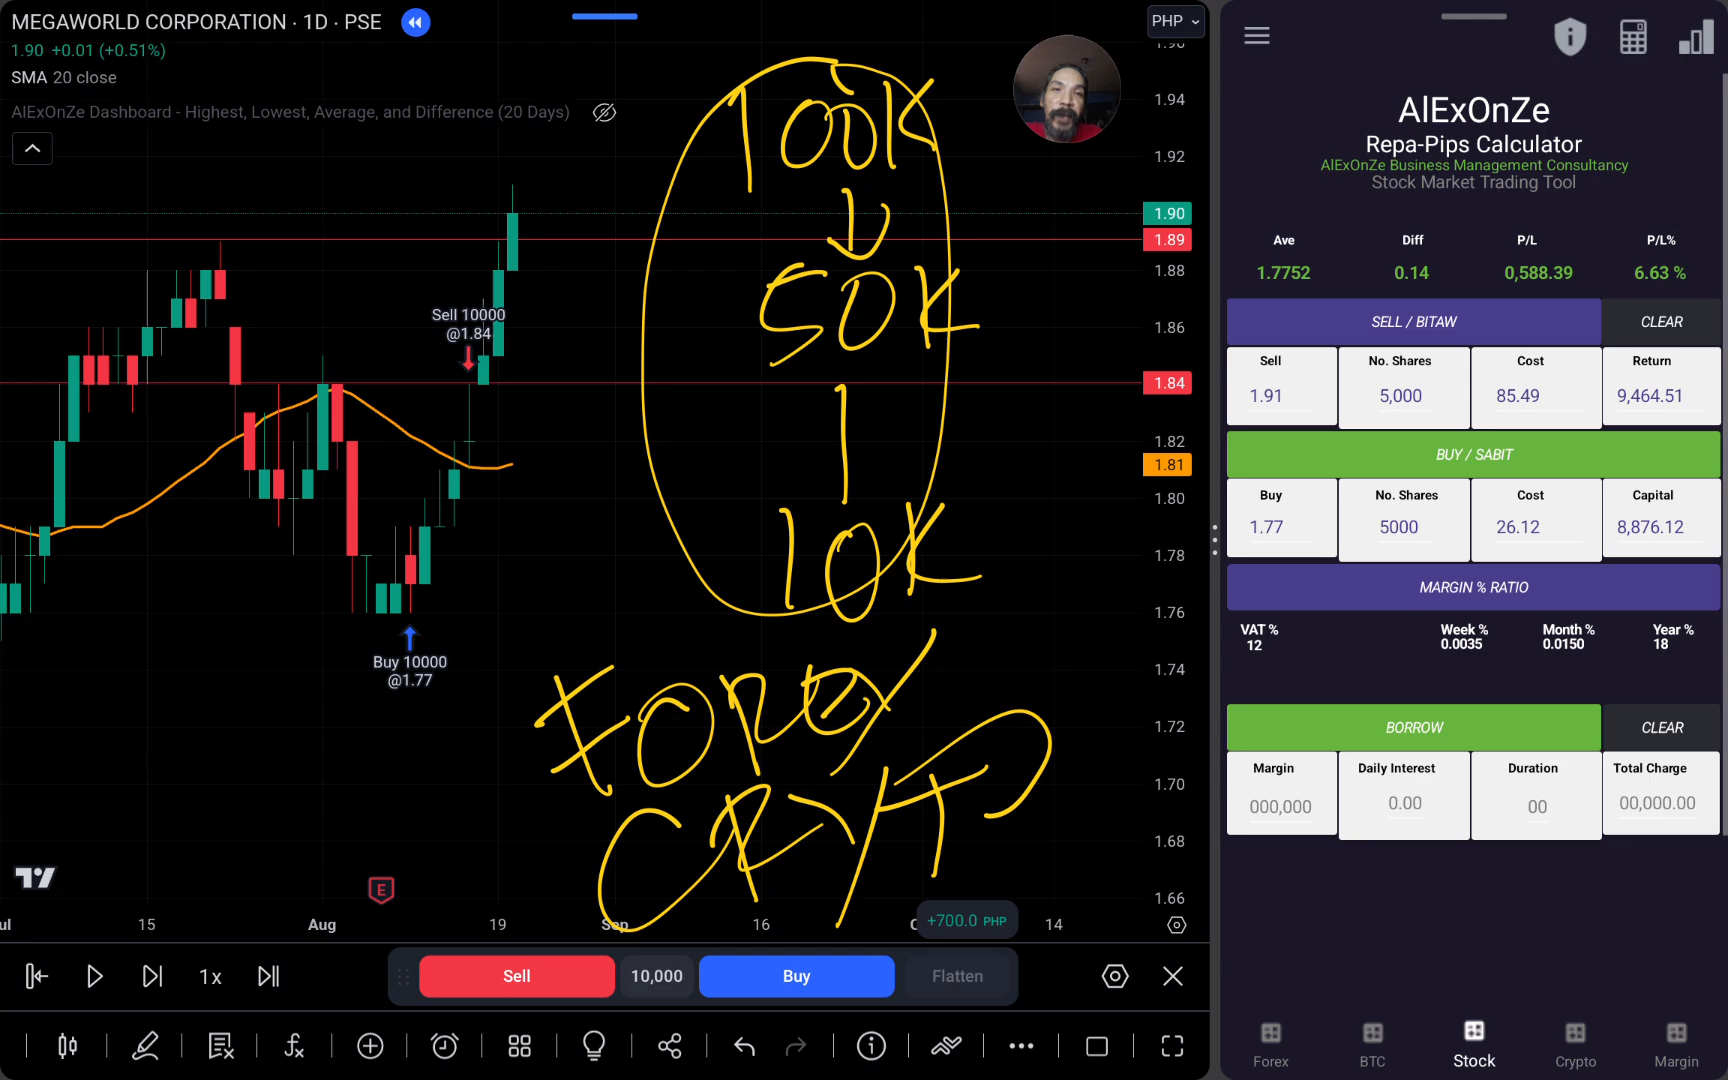 MEGAWORLD CORPORATION · 1D · PSE
PHP
1.90 +0.01 (+0.51%)
SMA 20 close
AlExOnZe Dashboard - Highest, Lowest, Average, and Difference (20 Days)
1.94
1.92
1.90
1.89
1.88
1.86
1.84
1.82
1.81
1.80
1.78
1.76
1.74
1.72
1.70
1.68
1.66
Sell 10000
@1.84
Buy 10000
@1.77
100K
50K
10K
FOREX
CRYPT
E
15
Aug
19
Sep
16
14
+700.0 PHP
1x
Sell
10,000
Buy
Flatten
AlExOnZe
Repa-Pips Calculator
AlExOnZe Business Management Consultancy
Stock Market Trading Tool
Ave Diff P/L P/L%
1.7752 0.14 0,588.39 6.63 %
SELL / BITAW CLEAR
Sell No. Shares Cost Return
1.91 5,000 85.49 9,464.51
BUY / SABIT
Buy No. Shares Cost Capital
1.77 5000 26.12 8,876.12
MARGIN % RATIO
VAT % Week % Month % Year %
12 0.0035 0.0150 18
BORROW CLEAR
Margin Daily Interest Duration Total Charge
000,000 0.00 00 00,000.00
Forex BTC Stock Crypto Margin